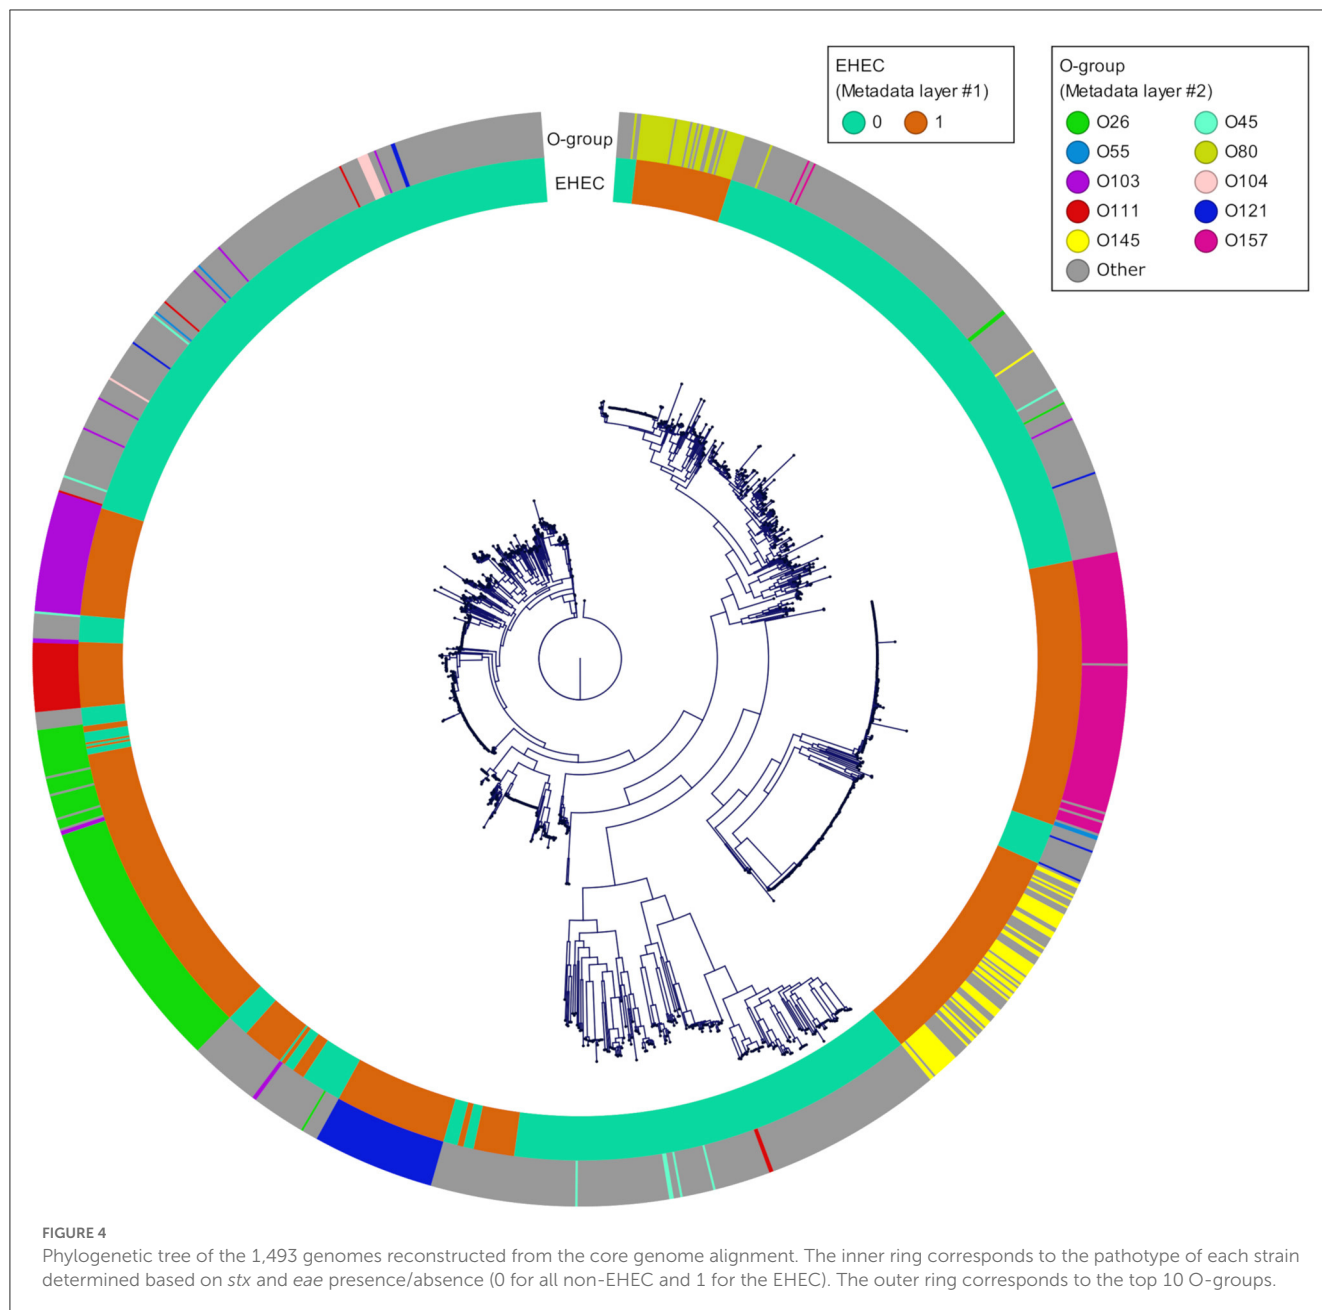 EHEC
(Metadata layer #1)
0 1
O-group
(Metadata layer #2)
O26 O45
O55 O80
O103 O104
O111 O121
O145 O157
Other
O-group
EHEC
FIGURE 4
Phylogenetic tree of the 1,493 genomes reconstructed from the core genome alignment. The inner ring corresponds to the pathotype of each strain
determined based on stx and eae presence/absence (0 for all non-EHEC and 1 for the EHEC). The outer ring corresponds to the top 10 O-groups.